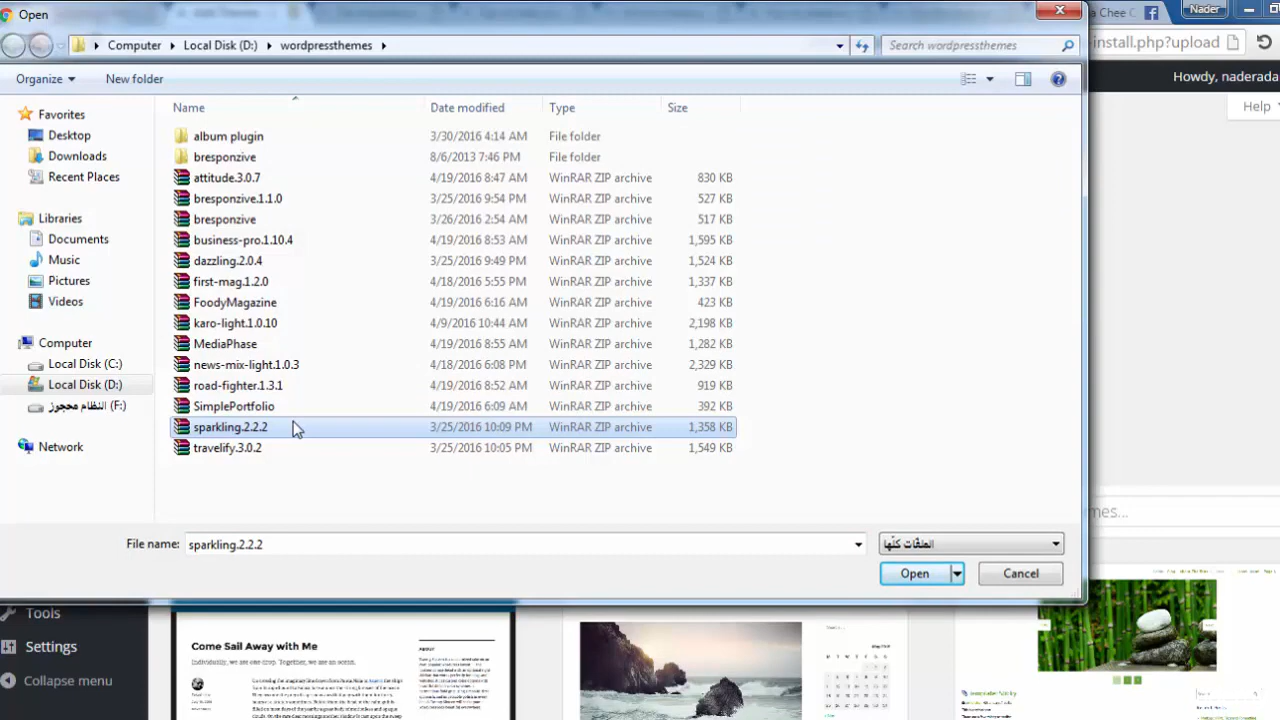 Open
Nader
Computer
Local Disk (D:)
wordpressthemes
Search wordpressthemes
install.php?upload
Organize
New folder
Howdy, naderada
Help
Name
Date modified
Type
Size
Favorites
Desktop
Downloads
Recent Places
Libraries
Documents
Music
Pictures
Videos
Computer
Local Disk (C:)
Local Disk (D:)
النظام محجوز (F:)
Network
album plugin 3/30/2016 4:14 AM File folder
bresponzive 8/6/2013 7:46 PM File folder
attitude.3.0.7 4/19/2016 8:47 AM WinRAR ZIP archive 830 KB
bresponzive.1.1.0 3/25/2016 9:54 PM WinRAR ZIP archive 527 KB
bresponzive 3/26/2016 2:54 AM WinRAR ZIP archive 517 KB
business-pro.1.10.4 4/19/2016 8:53 AM WinRAR ZIP archive 1,595 KB
dazzling.2.0.4 3/25/2016 9:49 PM WinRAR ZIP archive 1,524 KB
first-mag.1.2.0 4/18/2016 5:55 PM WinRAR ZIP archive 1,337 KB
FoodyMagazine 4/19/2016 6:16 AM WinRAR ZIP archive 423 KB
karo-light.1.0.10 4/9/2016 10:44 AM WinRAR ZIP archive 2,198 KB
MediaPhase 4/19/2016 8:55 AM WinRAR ZIP archive 1,282 KB
news-mix-light.1.0.3 4/18/2016 6:08 PM WinRAR ZIP archive 2,329 KB
road-fighter.1.3.1 4/19/2016 8:52 AM WinRAR ZIP archive 919 KB
SimplePortfolio 4/19/2016 6:09 AM WinRAR ZIP archive 392 KB
sparkling.2.2.2 3/25/2016 10:09 PM WinRAR ZIP archive 1,358 KB
travelify.3.0.2 3/25/2016 10:05 PM WinRAR ZIP archive 1,549 KB
File name:
sparkling.2.2.2
الملفّات كلّها
Open
Cancel
Tools
Settings
Collapse menu
Come Sail Away with Me
Individually, we are one drop. Together, we are an ocean.